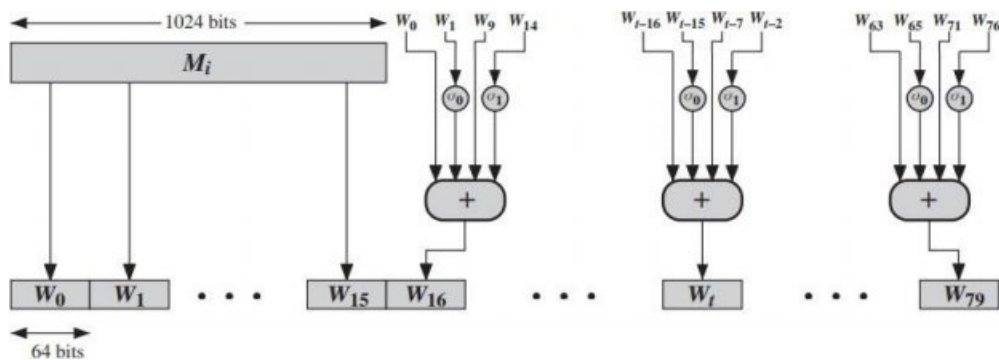 1024 bits
W0 W1 W9 W14
Wt–16 Wt–15 Wt–7 Wt–2
W63 W65 W71 W76
Mi
σ0 σ1
σ0 σ1
σ0 σ1
+ + +
W0 W1 • • • W15 W16 • • • Wt • • • W79
64 bits